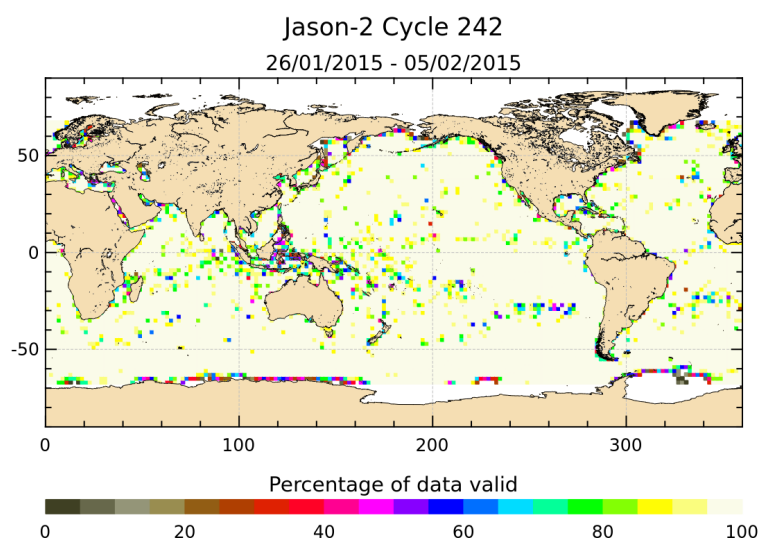 Jason-2 Cycle 242
26/01/2015 - 05/02/2015
50
0
-50
0 100 200 300
Percentage of data valid
0 20 40 60 80 100